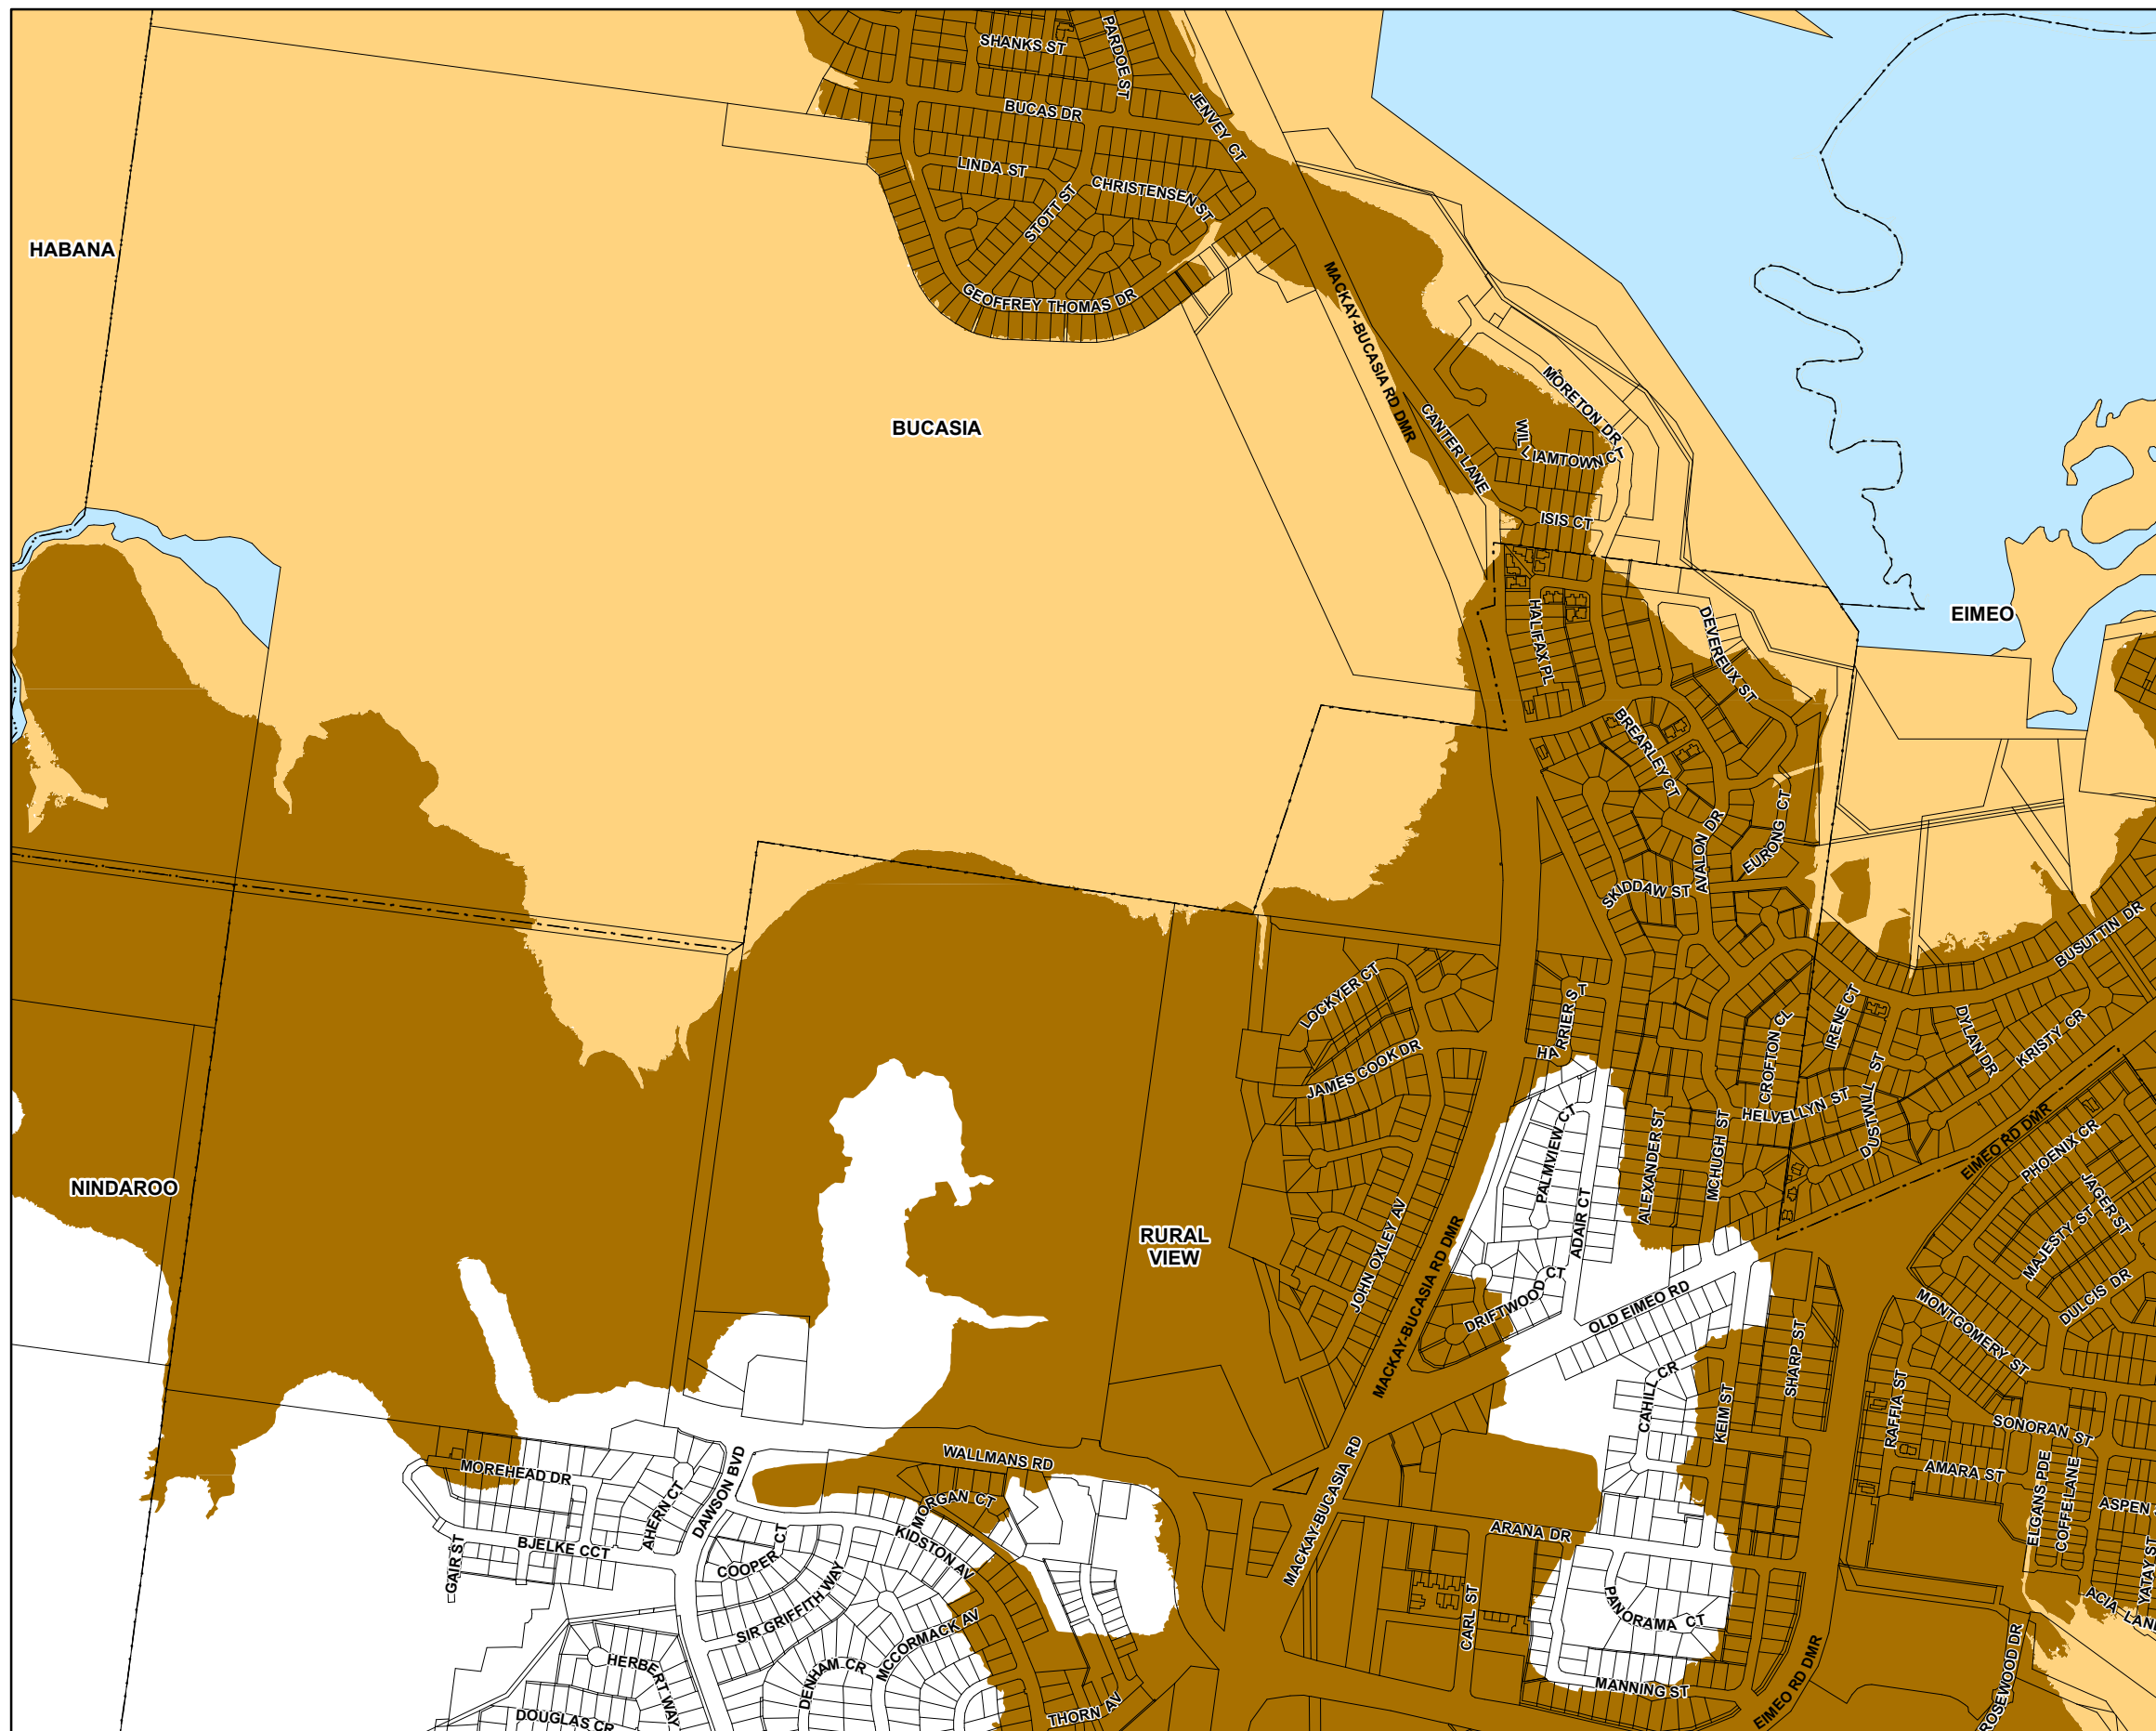 SHANKS ST
PARDOE ST
BUCAS DR
JENVEY CT
LINDA ST
CHRISTENSEN ST
STOTT ST
HABANA
GEOFFREY THOMAS DR
MACKAY-BUCASIA RD DMR
BUCASIA
MORETON DR
CANTER LANE
WILLIAMTOWN CT
ISIS CT
EIMEO
HALIFAX PL
DEVEREUX ST
BREARLEY CT
AVALON DR
EURONG CT
SKIDDAW ST
BUSUTTIN DR
LOCKYER CT
HARRIER ST
IRENE CT
CROFTON CL
DYLAN DR
KRISTY CR
JAMES COOK DR
HELVELLYN ST
DUSTWILL ST
EIMEO RD DMR
PHOENIX CR
PALMVIEW CT
ALEXANDER ST
MCHUGH ST
NINDAROO
ADAIR CT
JAGER ST
RURAL
VIEW
JOHN OXLEY AV
MAJESTY ST
MACKAY-BUCASIA RD DMR
DRIFTWOOD CT
OLD EIMEO RD
DULCIS DR
MONTGOMERY ST
SHARP ST
CAHILL CR
KEIM ST
RAFFIA ST
SONORAN ST
WALLMANS RD
MOREHEAD DR
AMARA ST
DAWSON BVD
AHERN CT
MORGAN CT
MACKAY-BUCASIA RD
ELGANS PDE
COFFE LANE
ASPEN
ARANA DR
KIDSTON AV
BJELKE CCT
COOPER CT
GAIR ST
YATAY ST
SIR GRIFFITH WAY
PANORAMA CT
CARL ST
ACIA LANE
MCCORMACK AV
HERBERT WAY
DENHAM CR
ROSEWOOD DR
MANNING ST
EIMEO RD DMR
THORN AV
DOUGLAS CR